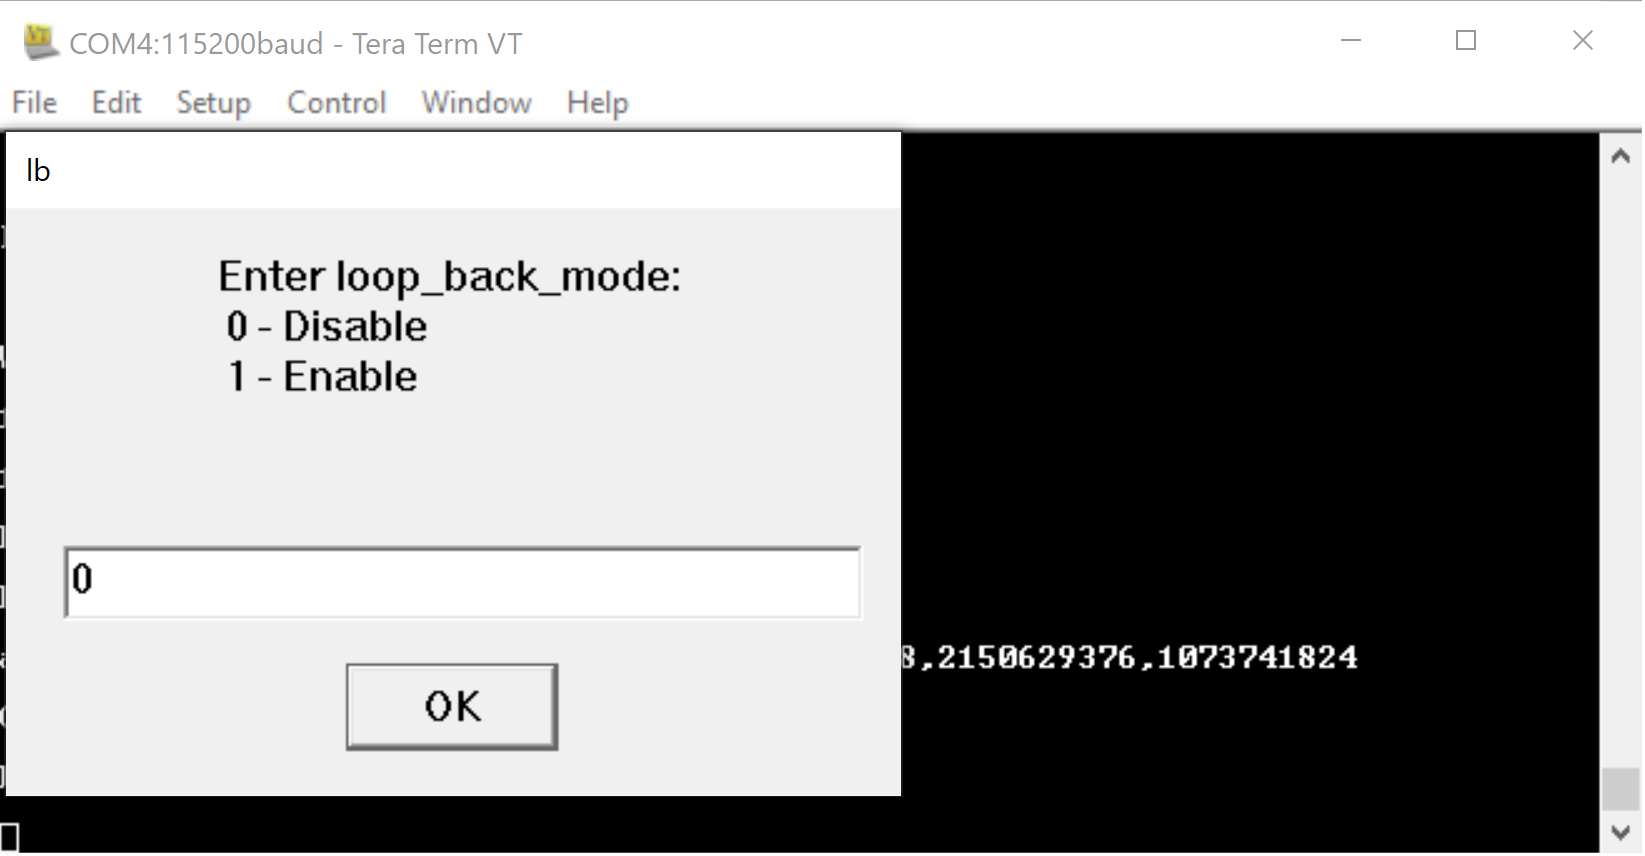 COM4:115200baud - Tera Term VT
File Edit Setup Control Window Help
lb
Enter loop_back_mode:
0 - Disable
1 - Enable
0
8,2150629376,1073741824
OK